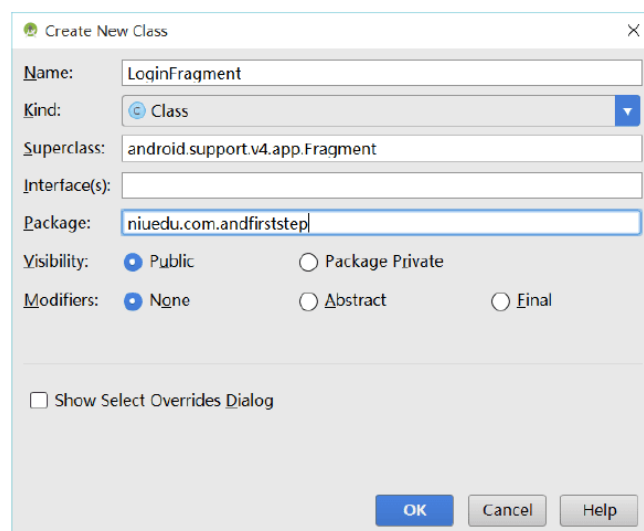 Create New Class
Name: LoginFragment
Kind: C Class
Superclass: android.support.v4.app.Fragment
Interface(s):
Package: niuedu.com.andfirststep
Visibility: Public Package Private
Modifiers: None Abstract Final
Show Select Overrides Dialog
OK Cancel Help